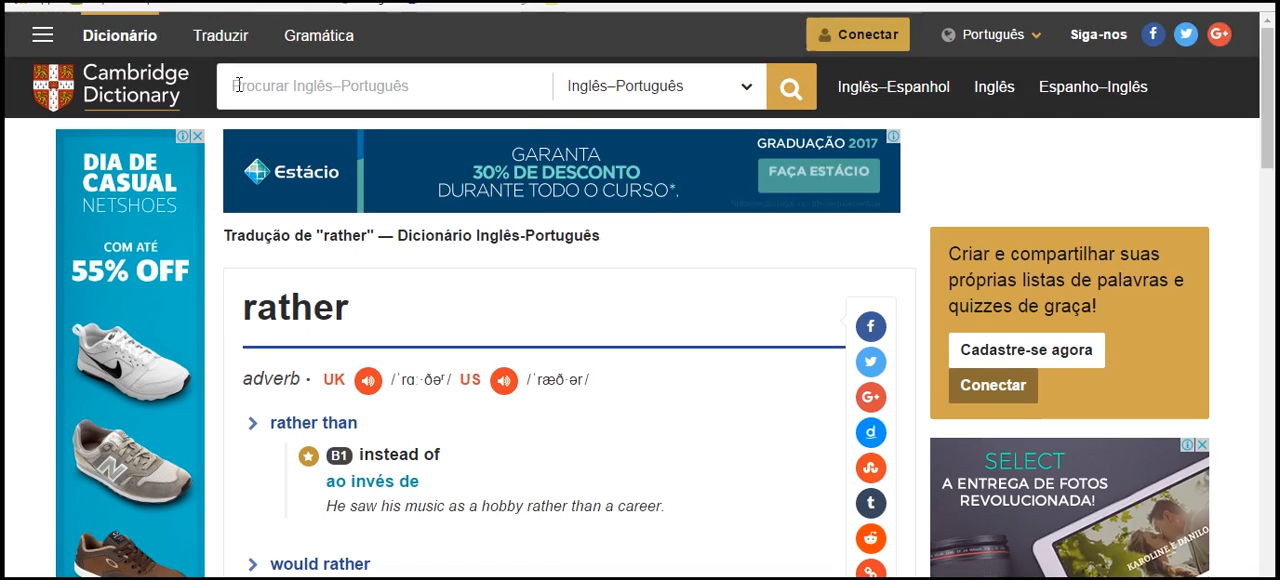 Dicionário Traduzir Gramática Conectar Português Siga-nos
Cambridge
Dictionary
Procurar Inglês–Português Inglês–Português Inglês–Espanhol Inglês Espanho–Inglês
DIA DE
CASUAL
NETSHOES
COM ATÉ
55% OFF
Estácio
GARANTA
30% DE DESCONTO
DURANTE TODO O CURSO*.
GRADUAÇÃO 2017
FAÇA ESTÁCIO
Tradução de "rather" — Dicionário Inglês-Português
rather
adverb · UK /ˈrɑː·ðəʳ/ US /ˈræð·ər/
rather than
B1 instead of
ao invés de
He saw his music as a hobby rather than a career.
would rather
Criar e compartilhar suas
próprias listas de palavras e
quizzes de graça!
Cadastre-se agora
Conectar
SELECT
A ENTREGA DE FOTOS
REVOLUCIONADA!
KAROLINE E DANILO